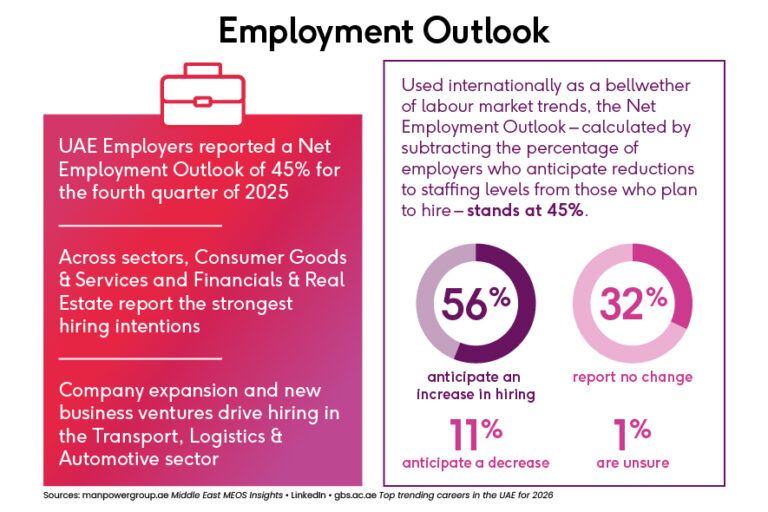 Employment Outlook
UAE Employers reported a Net
Employment Outlook of 45% for
the fourth quarter of 2025
Across sectors, Consumer Goods
& Services and Financials & Real
Estate report the strongest
hiring intentions
Company expansion and new
business ventures drive hiring in
the Transport, Logistics &
Automotive sector
Used internationally as a bellwether
of labour market trends, the Net
Employment Outlook – calculated by
subtracting the percentage of
employers who anticipate reductions
to staffing levels from those who plan
to hire – stands at 45%.
56%
anticipate an
increase in hiring
32%
report no change
11%
anticipate a decrease
1%
are unsure
Sources: manpowergroup.ae Middle East MEOS Insights • LinkedIn • gbs.ac.ae Top trending careers in the UAE for 2026